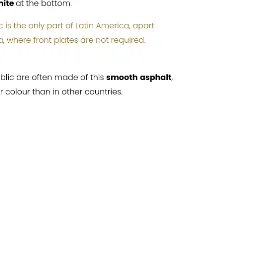 hite at the bottom.
c is the only part of Latin America, apart
a, where front plates are not required.
blic are often made of this smooth asphalt,
r colour than in other countries.